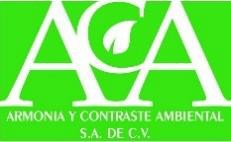 ACA
ARMONIA Y CONTRASTE AMBIENTAL
S.A. DE C.V.